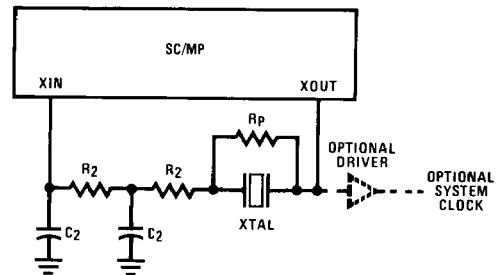 SC/MP
XIN
XOUT
RP
OPTIONAL
DRIVER
R2
R2
OPTIONAL
SYSTEM
CLOCK
XTAL
C2
C2